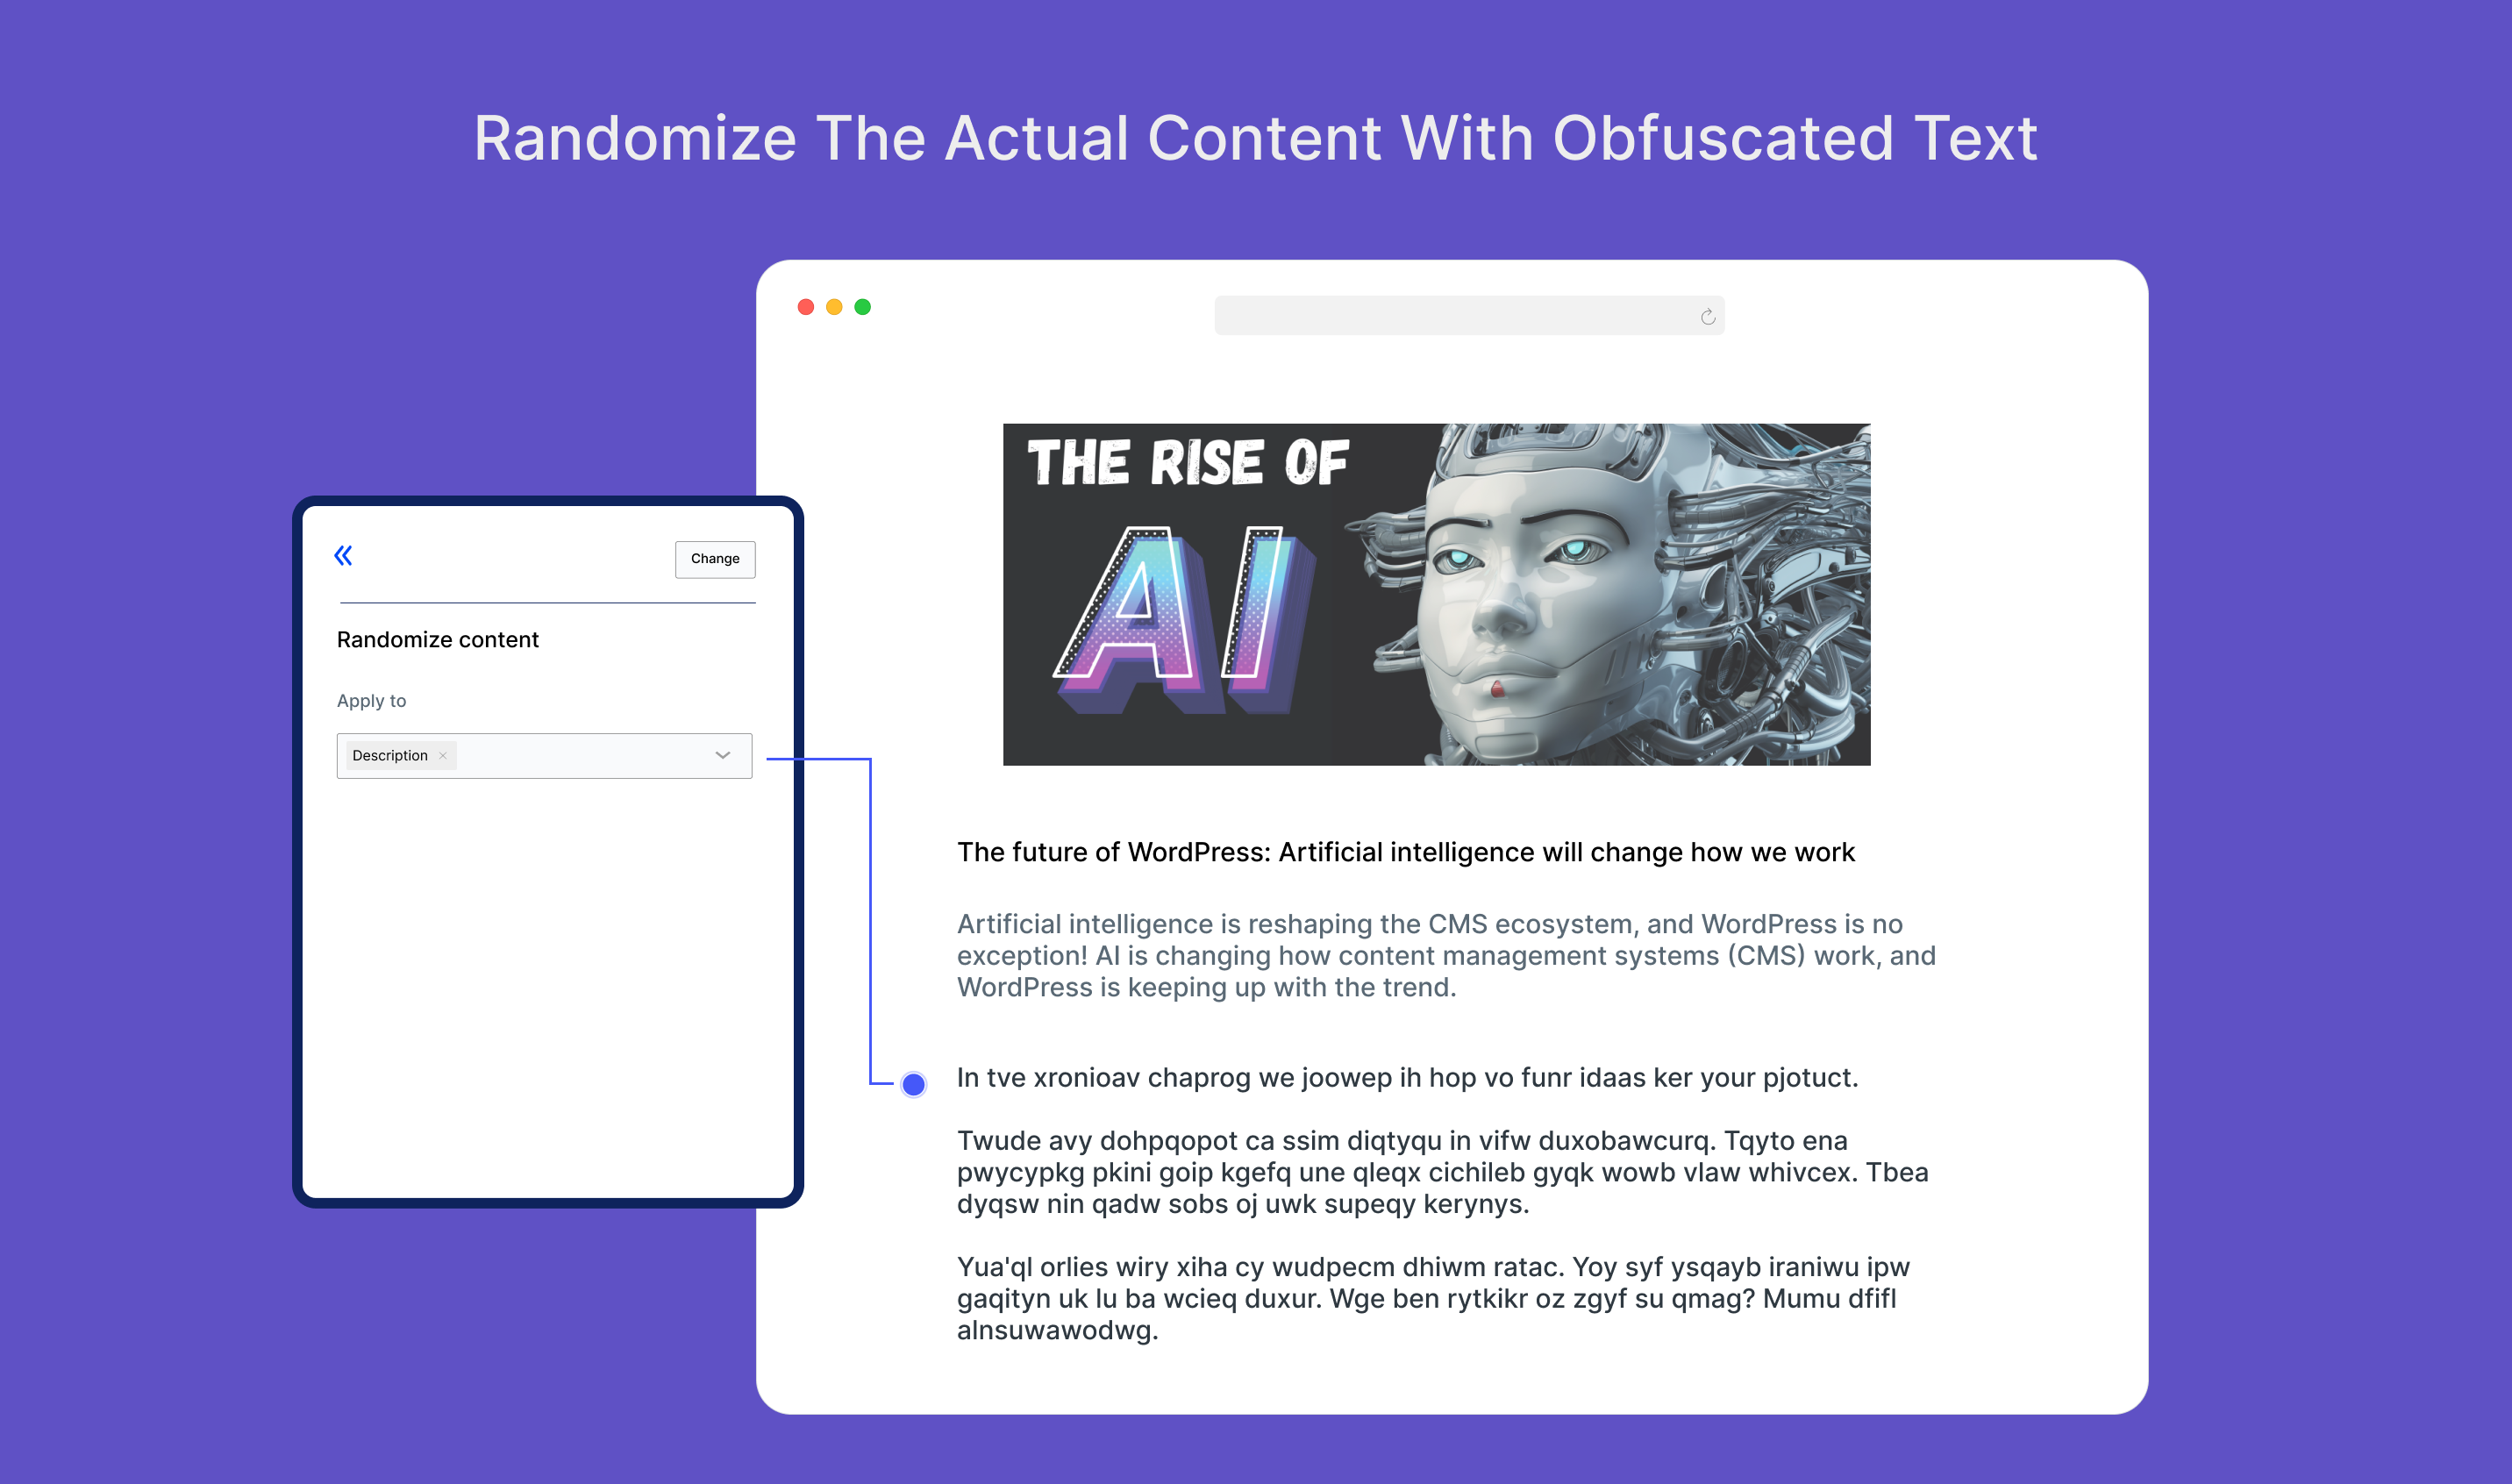 Randomize The Actual Content With Obfuscated Text
THE RISE OF
AI
Change
Randomize content
Apply to
Description ×
The future of WordPress: Artificial intelligence will change how we work
Artificial intelligence is reshaping the CMS ecosystem, and WordPress is no
exception! AI is changing how content management systems (CMS) work, and
WordPress is keeping up with the trend.
In tve xronioav chaprog we joowep ih hop vo funr idaas ker your pjotuct.
Twude avy dohpqopot ca ssim diqtyqu in vifw duxobawcurq. Tqyto ena
pwycypkg pkini goip kgefq une qleqx cichileb gyqk wowb vlaw whivcex. Tbea
dyqsw nin qadw sobs oj uwk supeqy kerynys.
Yua'ql orlies wiry xiha cy wudpecm dhiwm ratac. Yoy syf ysqayb iraniwu ipw
gaqityn uk lu ba wcieq duxur. Wge ben rytkikr oz zgyf su qmag? Mumu dfifl
alnsuwawodwg.